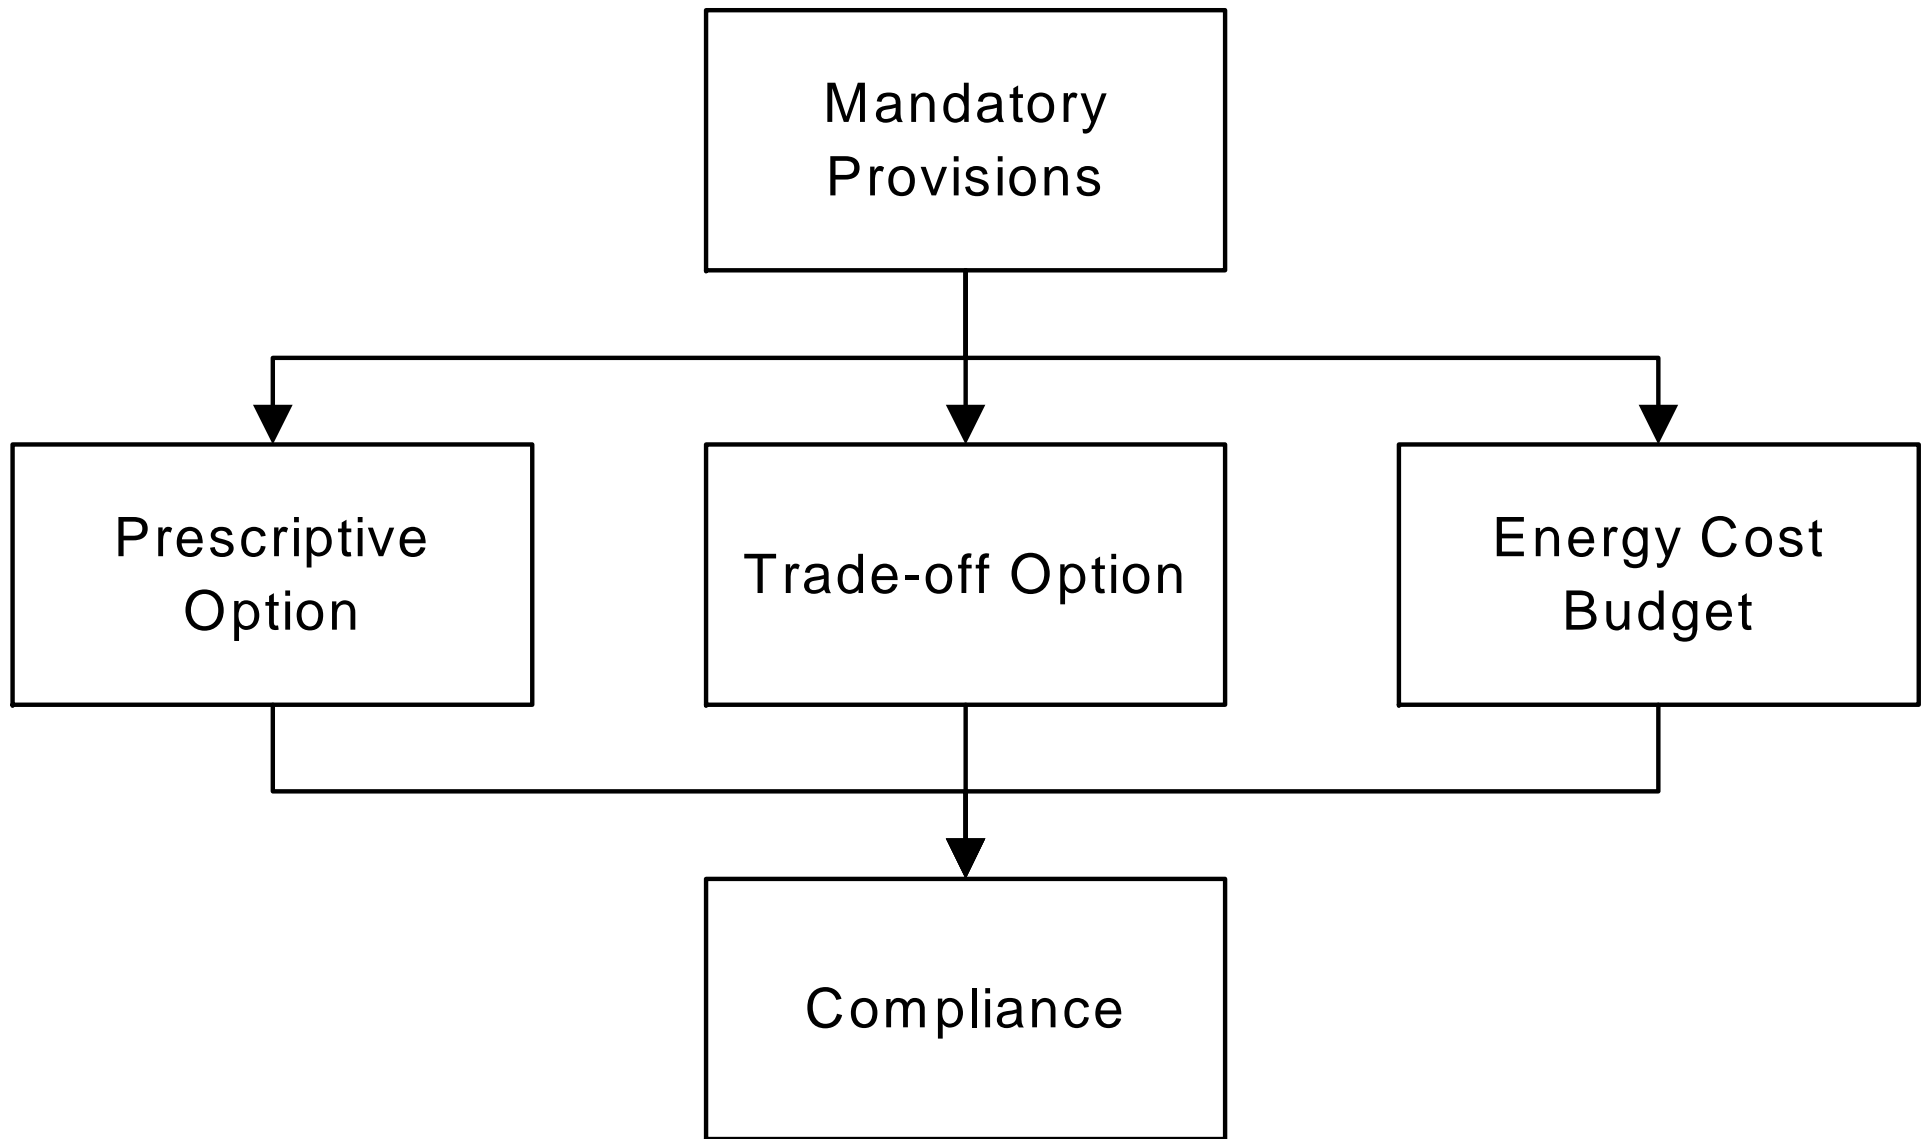 Mandatory
Provisions
Prescriptive
Option
Trade-off Option
Energy Cost
Budget
Compliance